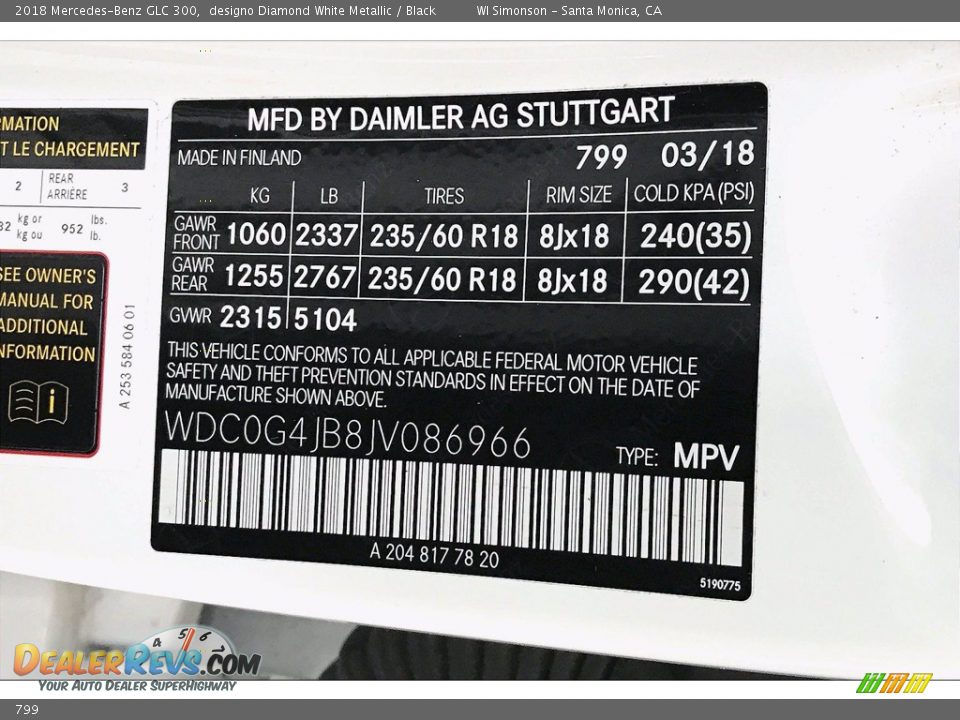 2018 Mercedes-Benz GLC 300, designo Diamond White Metallic / Black WI Simonson - Santa Monica, CA
MATION
T LE CHARGEMENT
2 REAR ARRIÈRE 3
kg or kg ou 952 lbs. lb.
SEE OWNER'S
MANUAL FOR
ADDITIONAL
INFORMATION
i
A 253 584 06 01
MFD BY DAIMLER AG STUTTGART
MADE IN FINLAND 799 03/18
KG LB TIRES RIM SIZE COLD KPA(PSI)
GAWR FRONT 1060 2337 235/60 R18 8Jx18 240(35)
GAWR REAR 1255 2767 235/60 R18 8Jx18 290(42)
GVWR 2315 5104
THIS VEHICLE CONFORMS TO ALL APPLICABLE FEDERAL MOTOR VEHICLE
SAFETY AND THEFT PREVENTION STANDARDS IN EFFECT ON THE DATE OF
MANUFACTURE SHOWN ABOVE.
WDC0G4JB8JV086966
TYPE: MPV
A 204 817 78 20
5190775
4 5 6 7
DEALERREVS.COM
YOUR AUTO DEALER SUPERHIGHWAY
799